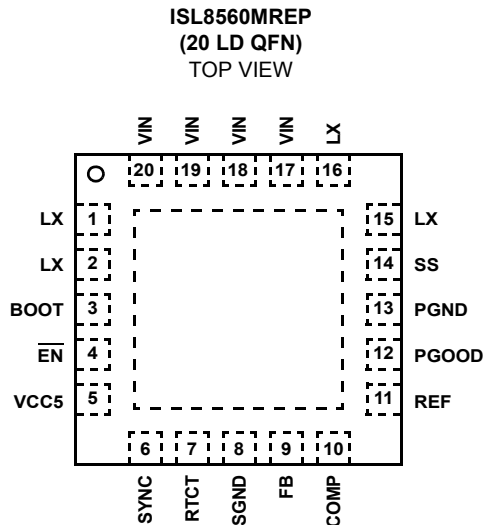 ISL8560MREP
(20 LD QFN)
TOP VIEW
VIN VIN VIN VIN LX
20 19 18 17 16
LX 1 15 LX
LX 2 14 SS
BOOT 3 13 PGND
EN 4 12 PGOOD
VCC5 5 11 REF
6 7 8 9 10
SYNC RTCT SGND FB COMP